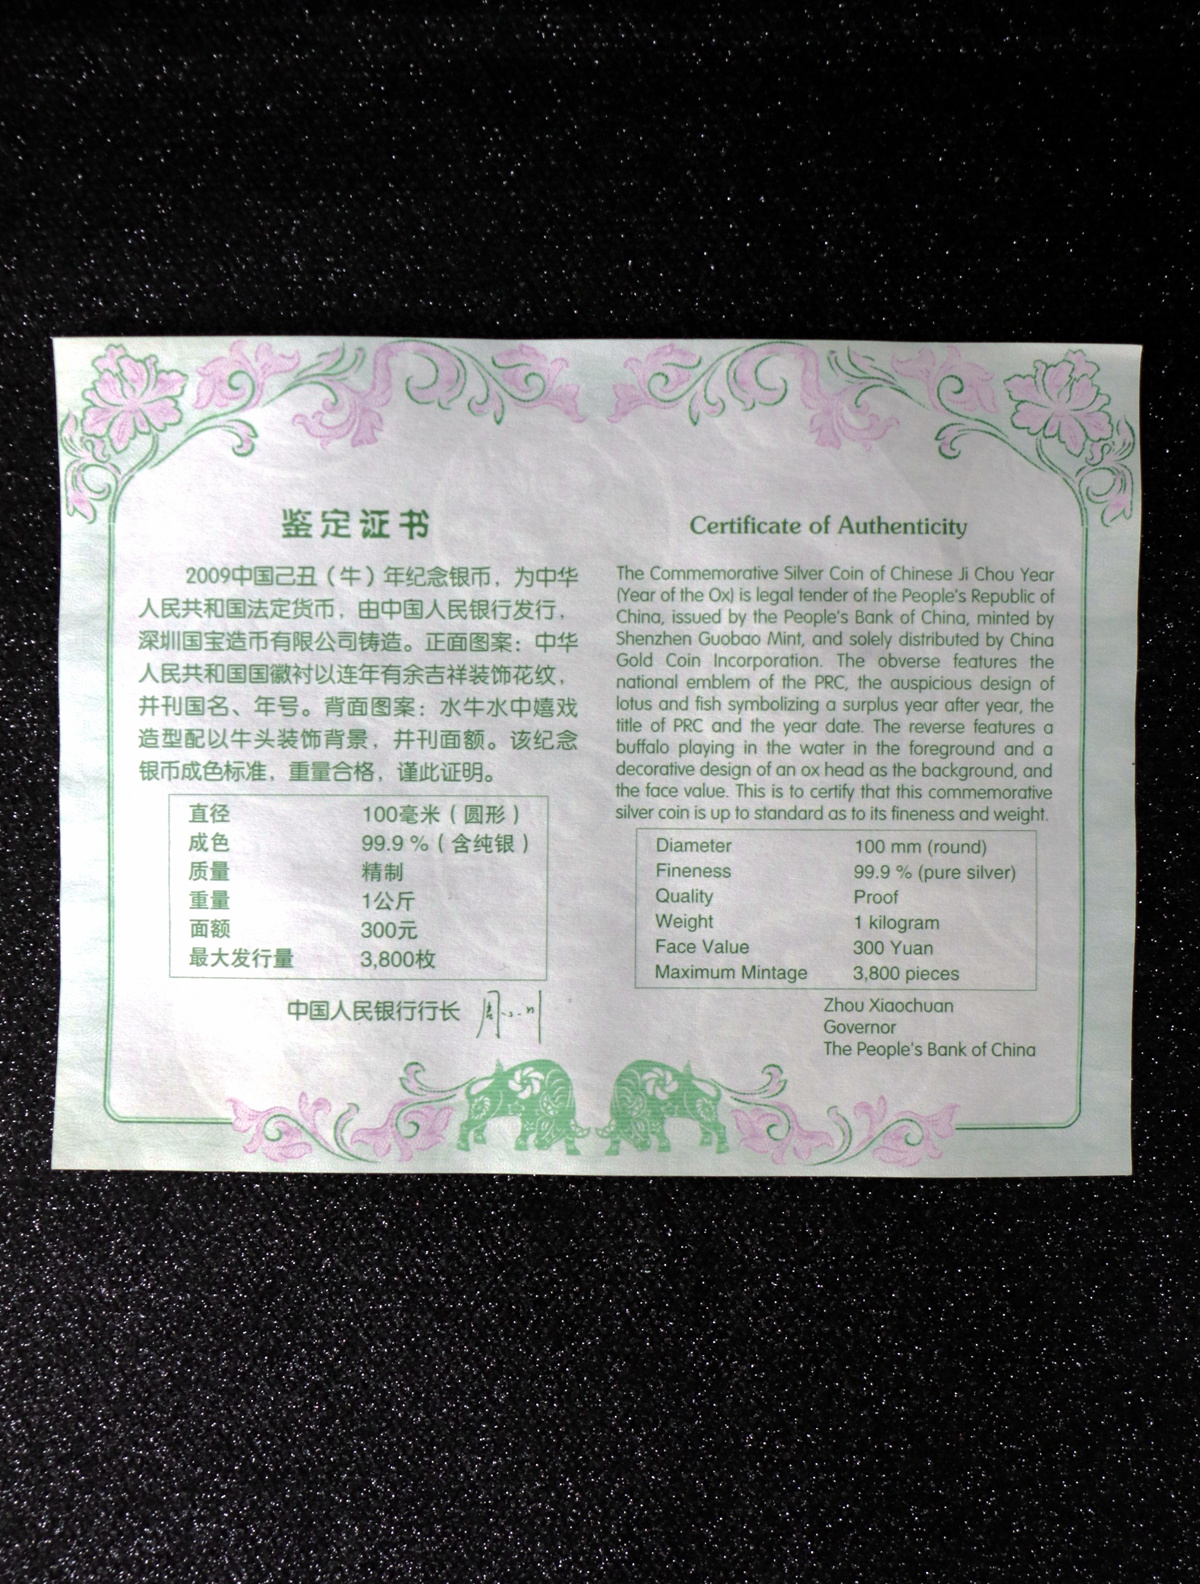 鉴定证书
2009中国己丑（牛）年纪念银币，为中华
人民共和国法定货币，由中国人民银行发行，
深圳国宝造币有限公司铸造。正面图案：中华
人民共和国国徽衬以连年有余吉祥装饰花纹，
并刊国名、年号。背面图案：水牛水中嬉戏
造型配以牛头装饰背景，并刊面额。该纪念
银币成色标准，重量合格，谨此证明。
直径 100毫米（圆形）
成色 99.9 %（含纯银）
质量 精制
重量 1公斤
面额 300元
最大发行量 3,800枚
中国人民银行行长
Certificate of Authenticity
The Commemorative Silver Coin of Chinese Ji Chou Year
(Year of the Ox) is legal tender of the People's Republic of
China, issued by the People's Bank of China, minted by
Shenzhen Guobao Mint, and solely distributed by China
Gold Coin Incorporation. The obverse features the
national emblem of the PRC, the auspicious design of
lotus and fish symbolizing a surplus year after year, the
title of PRC and the year date. The reverse features a
buffalo playing in the water in the foreground and a
decorative design of an ox head as the background, and
the face value. This is to certify that this commemorative
silver coin is up to standard as to its fineness and weight.
Diameter 100 mm (round)
Fineness 99.9 % (pure silver)
Quality Proof
Weight 1 kilogram
Face Value 300 Yuan
Maximum Mintage 3,800 pieces
Zhou Xiaochuan
Governor
The People's Bank of China